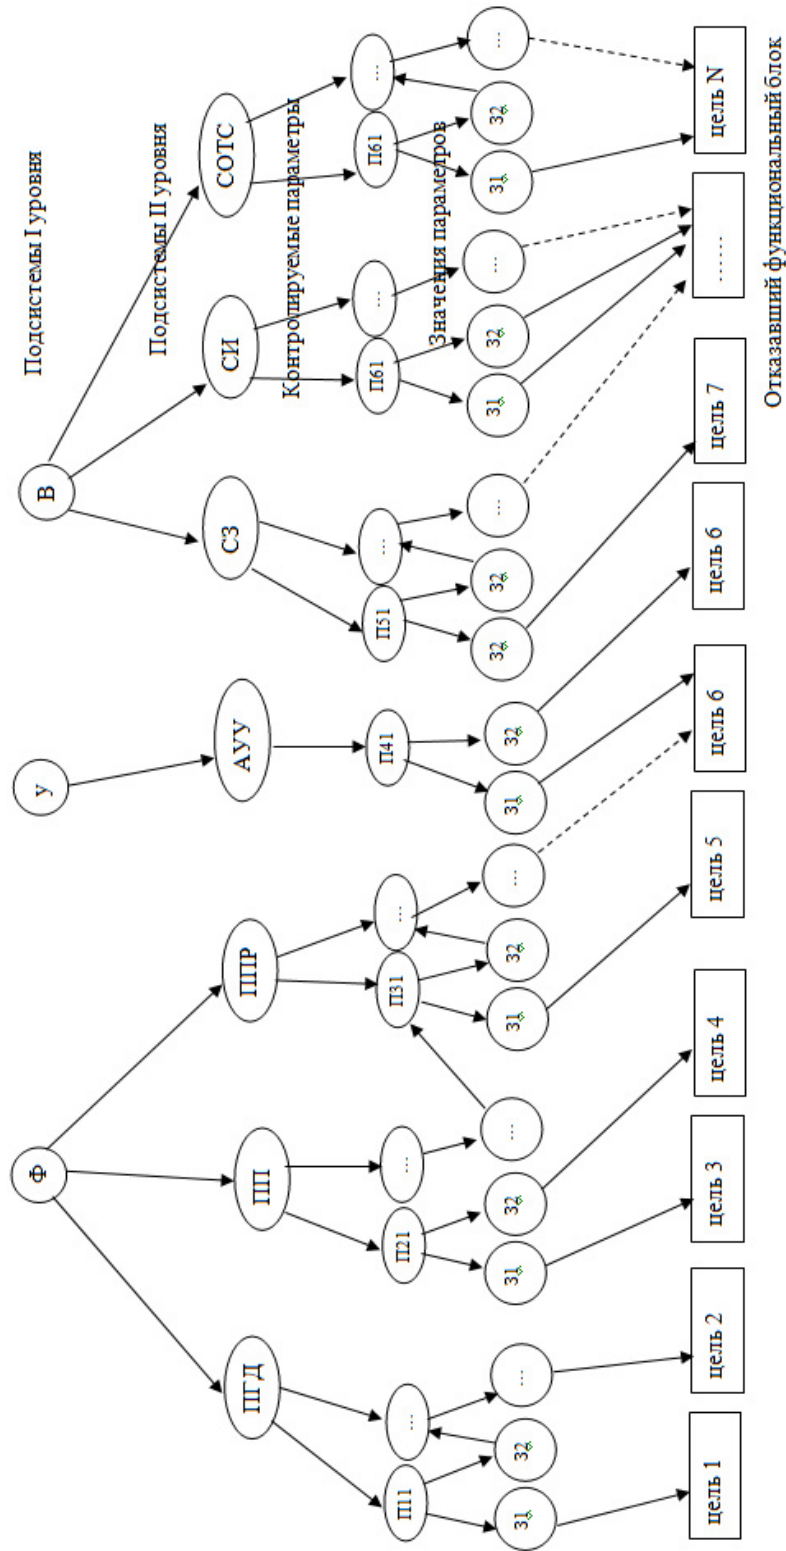 Подсистемы I уровня
Ф
у
В
Подсистемы II уровня
ПГД
ПП
ППР
АУУ
СЗ
СИ
СОТС
Контролируемые параметры
П11
...
П21
...
П31
...
П41
П51
...
П61
...
П61
...
Значения параметров
З1
З2
...
З1
З2
...
З1
З2
...
З1
З2
З2
З2
...
З1
З2
...
З1
З2
...
цель 1
цель 2
цель 3
цель 4
цель 5
цель 6
цель 6
цель 7
......
цель N
Отказавший функциональный блок